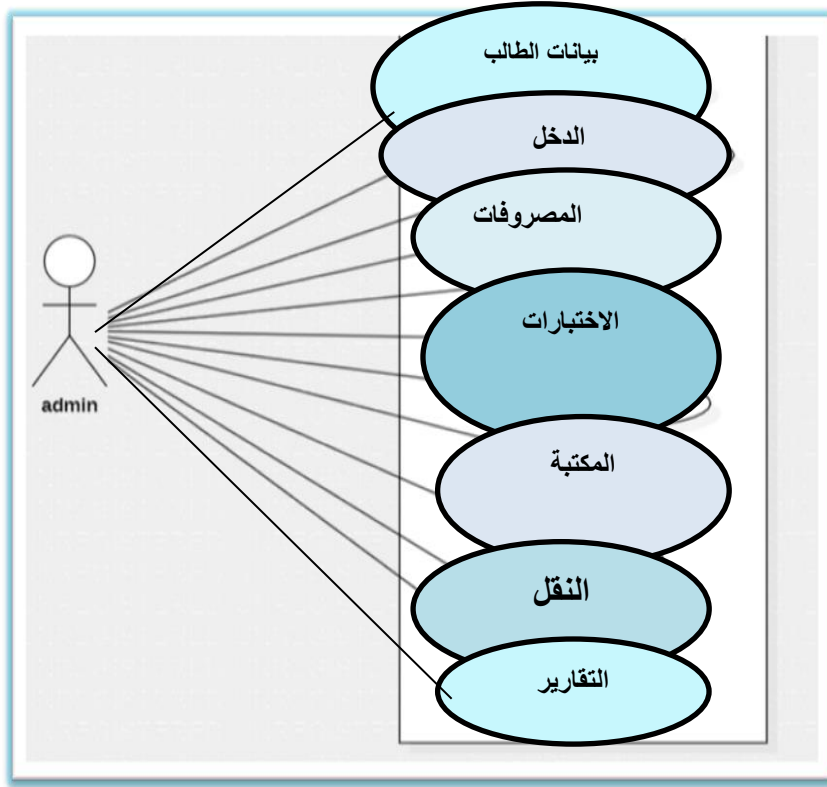 بيانات الطالب
الدخل
المصروفات
الاختبارات
admin
المكتبة
النقل
التقارير